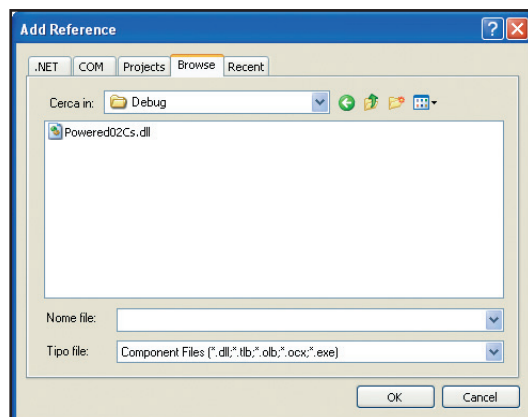 Add Reference
.NET COM Projects Browse Recent
Cerca in: Debug
Powered02Cs.dll
Nome file:
Tipo file: Component Files (*.dll;*.tlb;*.olb;*.ocx;*.exe)
OK Cancel